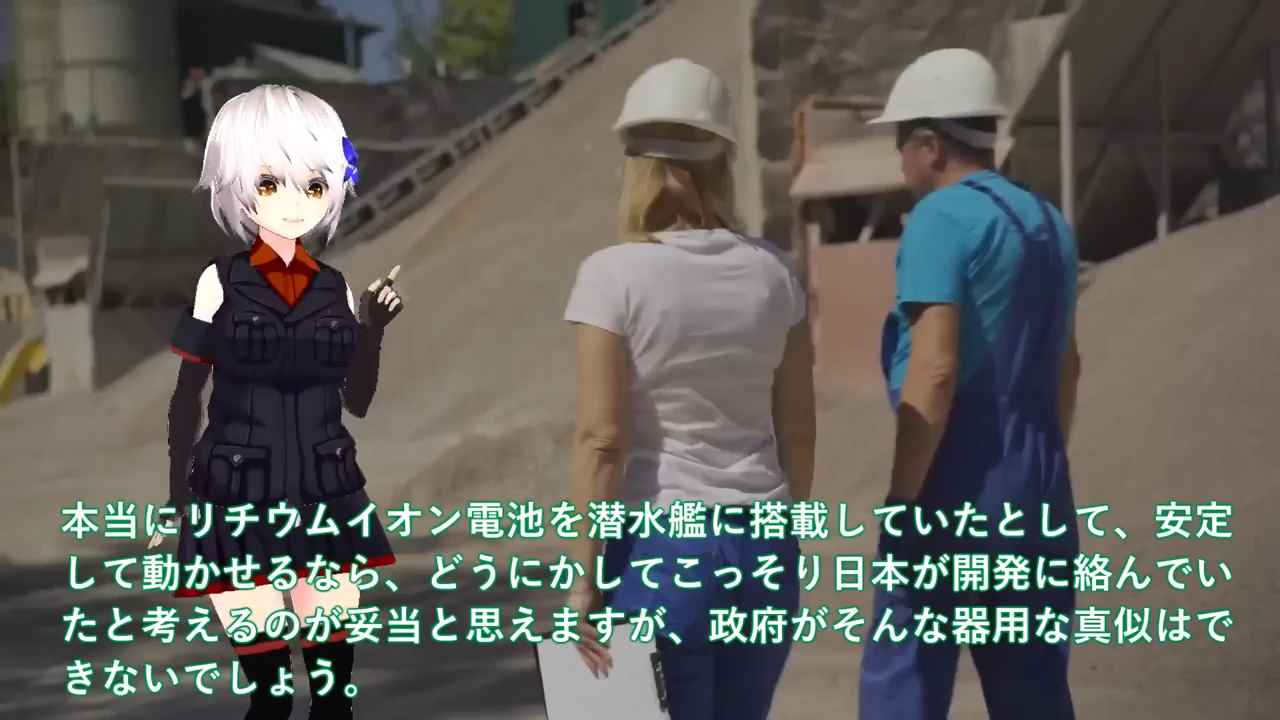 本当にリチウムイオン電池を潜水艦に搭載していたとして、安定
して動かせるなら、どうにかしてこっそり日本が開発に絡んでい
たと考えるのが妥当と思えますが、政府がそんな器用な真似はで
きないでしょう。